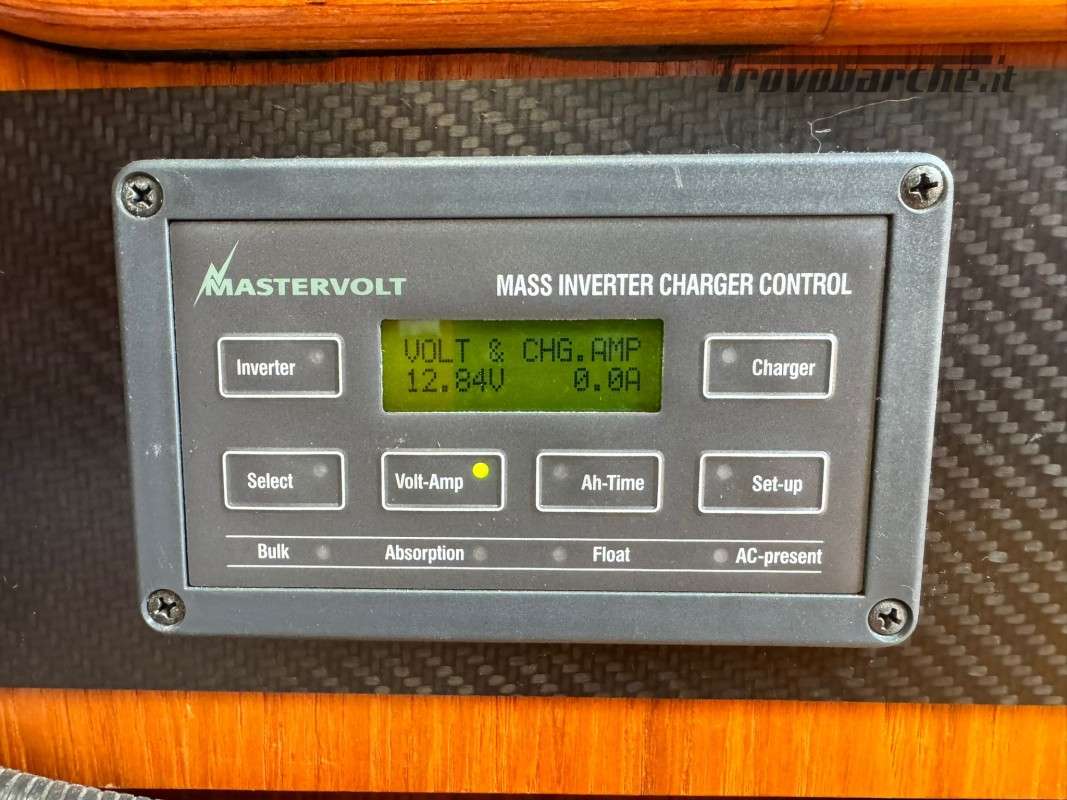 Trovobarche.it
MASTERVOLT
MASS INVERTER CHARGER CONTROL
Inverter
VOLT & CHG.AMP
12.84V 0.0A
Charger
Select
Volt-Amp
Ah-Time
Set-up
Bulk Absorption Float AC-present